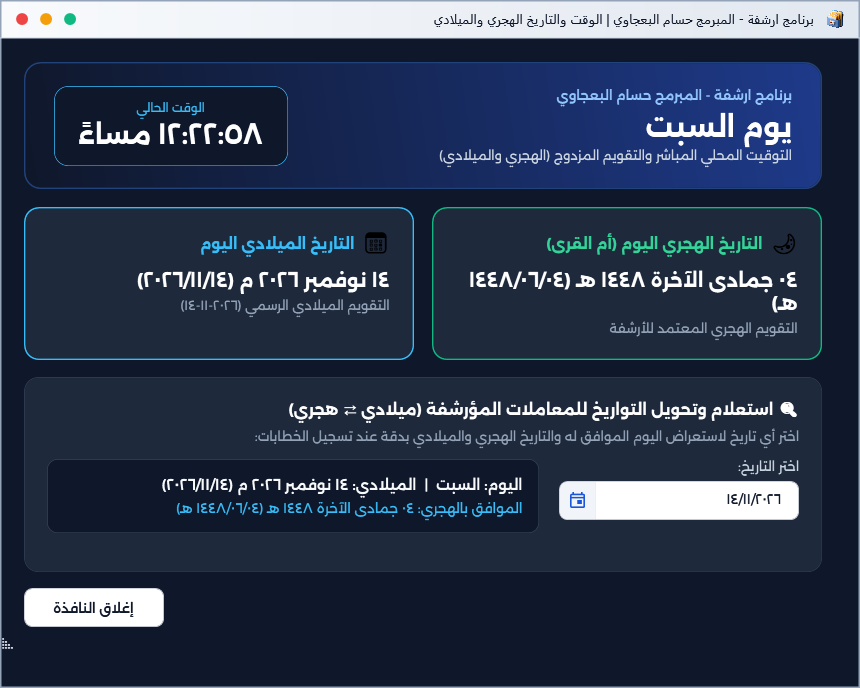 برنامج ارشفة - المبرمج حسام البعجاوي | الوقت والتاريخ الهجري والميلادي
برنامج ارشفة - المبرمج حسام البعجاوي
يوم السبت
التوقيت المحلي المباشر والتقويم المزدوج (الهجري والميلادي)
الوقت الحالي
١٢:٢٢:٥٨ مساءً
التاريخ الهجري اليوم (أم القرى)
٠٤ جمادى الآخرة ١٤٤٨ هـ (١٤٤٨/٠٦/٠٤
هـ)
التقويم الهجري المعتمد للأرشفة
التاريخ الميلادي اليوم
١٤ نوفمبر ٢٠٢٦ م (٢٠٢٦/١١/١٤)
التقويم الميلادي الرسمي (٢٠٢٦-١١-١٤)
استعلام وتحويل التواريخ للمعاملات المؤرشفة (ميلادي ⇄ هجري)
اختر أي تاريخ لاستعراض اليوم الموافق له والتاريخ الهجري والميلادي بدقة عند تسجيل الخطابات:
اختر التاريخ:
١٤/١١/٢٠٢٦
اليوم: السبت | الميلادي: ١٤ نوفمبر ٢٠٢٦ م (٢٠٢٦/١١/١٤)
الموافق بالهجري: ٠٤ جمادى الآخرة ١٤٤٨ هـ (١٤٤٨/٠٦/٠٤ هـ)
إغلاق النافذة